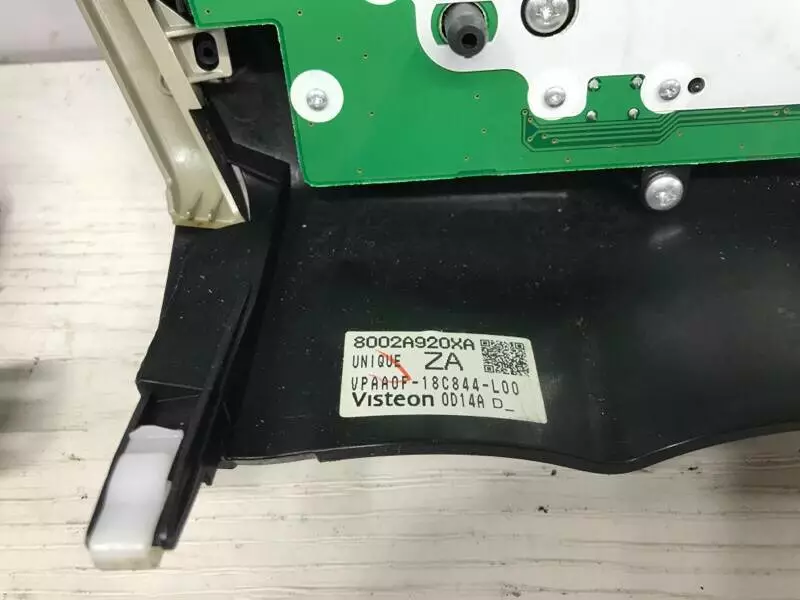 8002A920XA
UNIQUE ZA
VPAA0F-18C844-L00
Visteon 0D14A D_